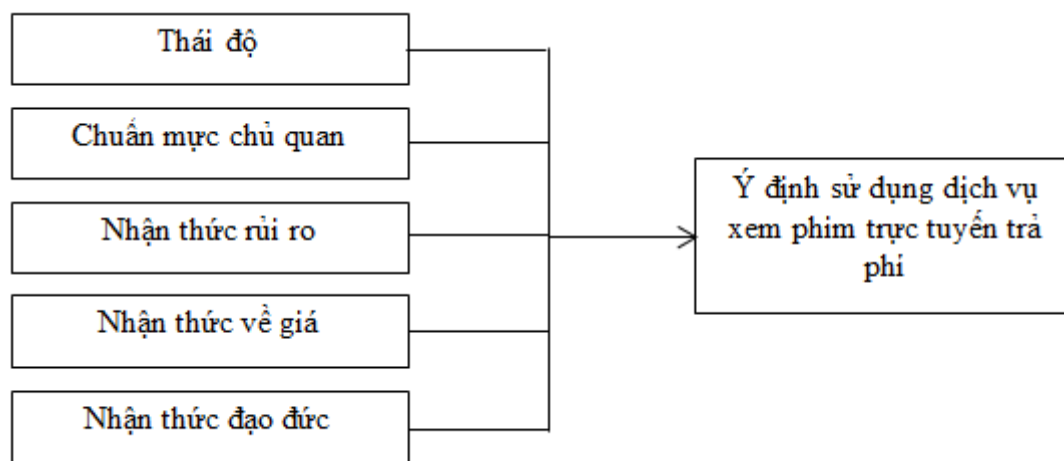 Thái độ
Chuẩn mực chủ quan
Nhận thức rủi ro
Nhận thức về giá
Nhận thức đạo đức
Ý định sử dụng dịch vụ
xem phim trực tuyến trả
phí